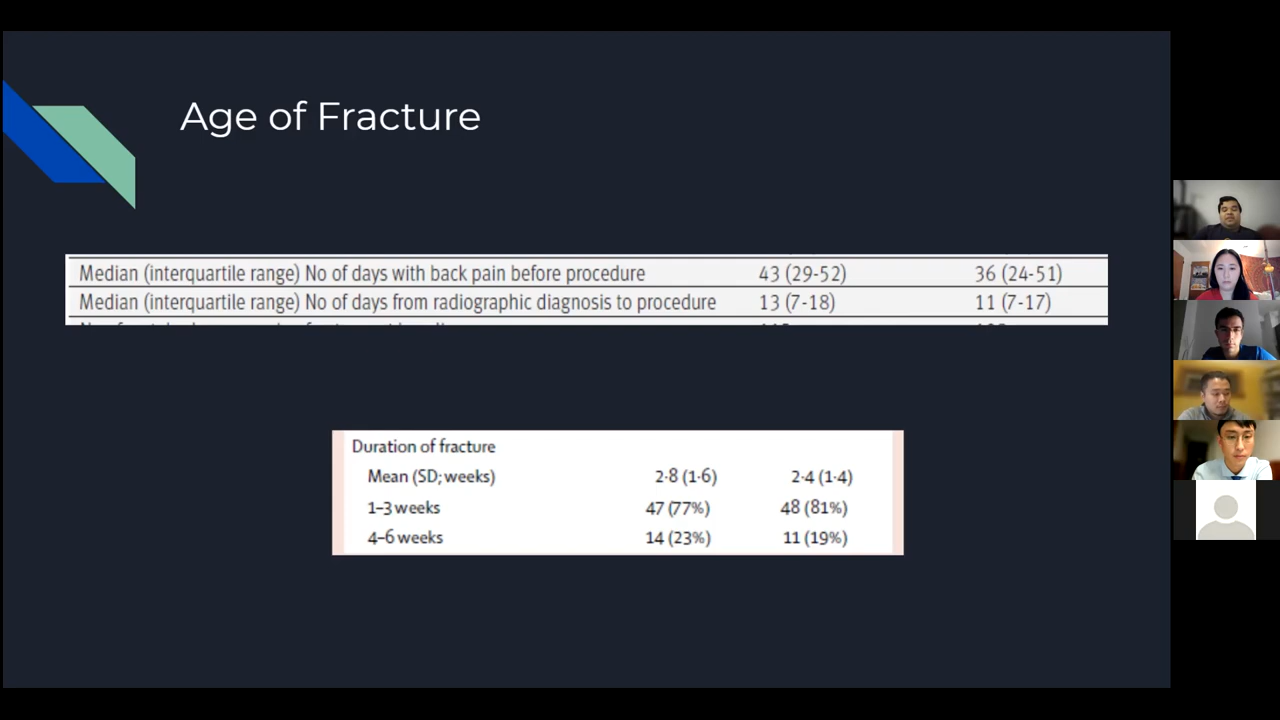 Age of Fracture
Median (interquartile range) No of days with back pain before procedure 43 (29-52) 36 (24-51)
Median (interquartile range) No of days from radiographic diagnosis to procedure 13 (7-18) 11 (7-17)
Duration of fracture
Mean (SD; weeks) 2·8 (1·6) 2·4 (1·4)
1–3 weeks 47 (77%) 48 (81%)
4–6 weeks 14 (23%) 11 (19%)